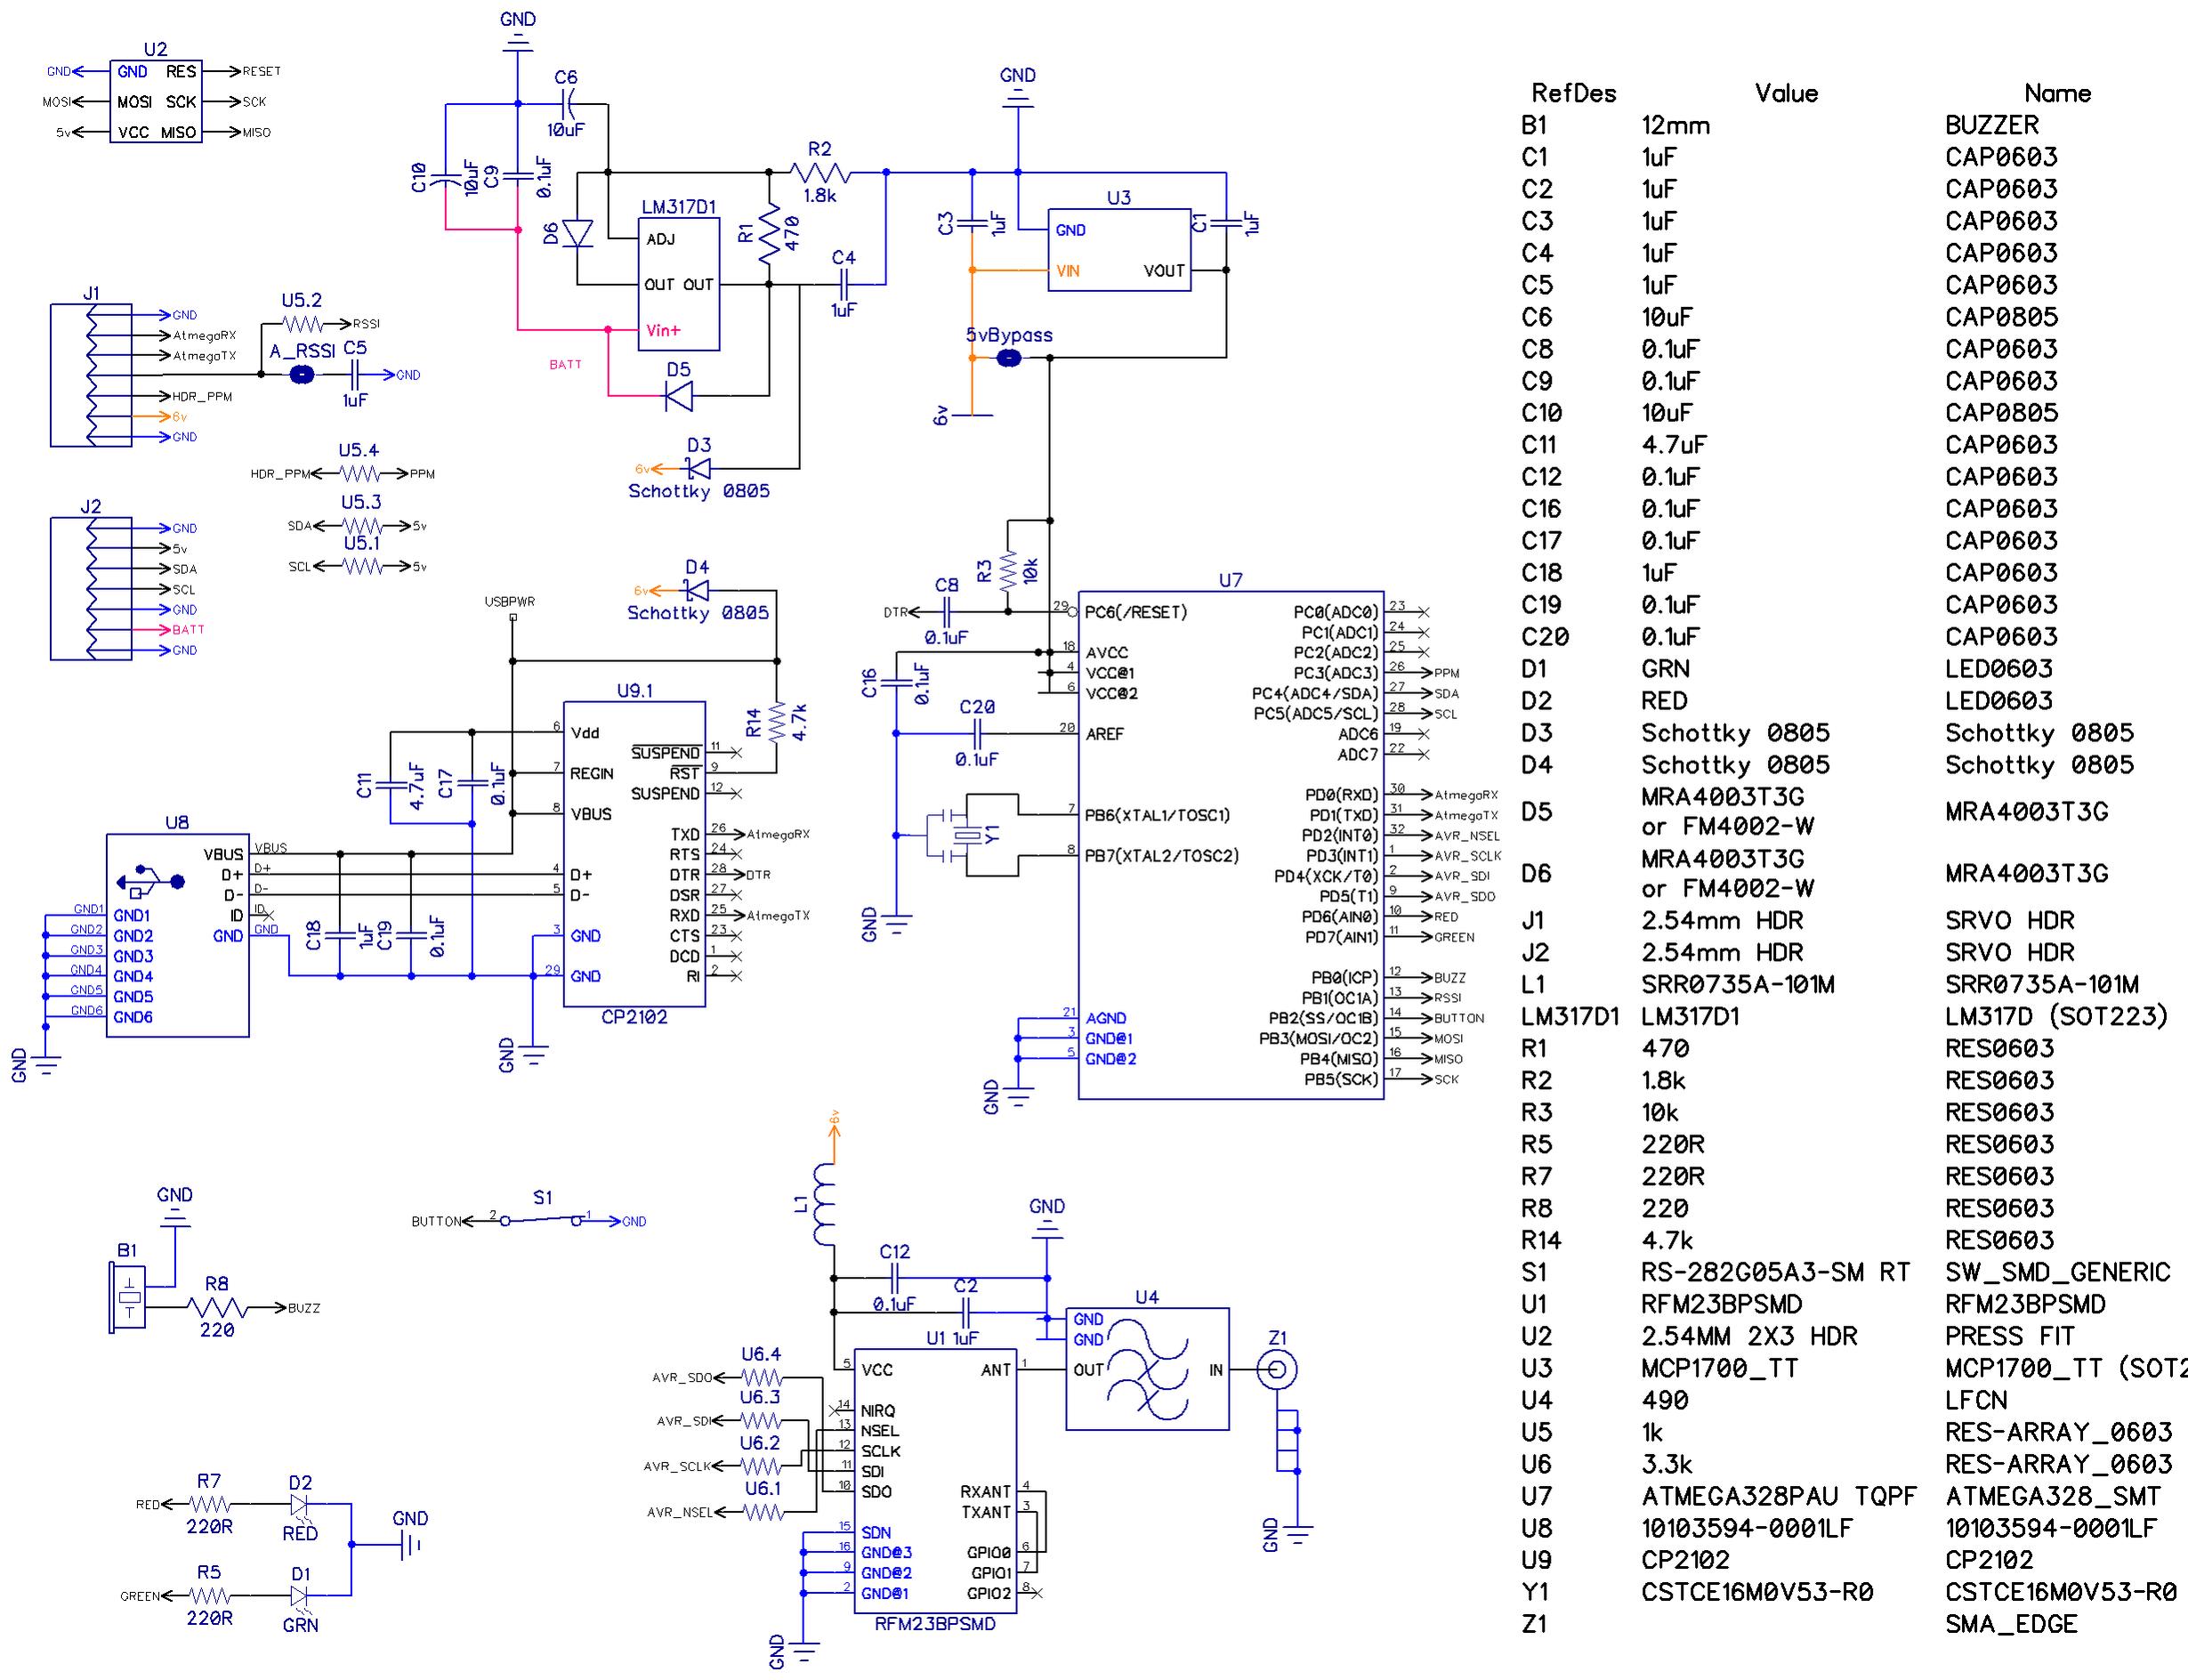 GND
U2
GND GND RES RESET
MOSI MOSI SCK SCK
5v VCC MISO MISO
C6
10uF
C10
10uF
C9
0.1uF
R2
1.8k
LM317D1
ADJ
OUT OUT
Vin+
D6
R1
470
C4
1uF
BATT
D5
D3
6v
Schottky 0805
GND
C3
1uF
U3
GND
VIN
VOUT
C1
1uF
5vBypass
6v
J1
GND
AtmegaRX
AtmegaTX
HDR_PPM
6v
GND
U5.2
RSSI
A_RSSI C5
GND
1uF
U5.4
HDR_PPM PPM
U5.3
SDA 5v
U5.1
SCL 5v
J2
GND
5v
SDA
SCL
GND
BATT
GND
D4
6v
Schottky 0805
USBPWR
R14
4.7k
U9.1
6 Vdd
7 REGIN
8 VBUS
4 D+
5 D-
3 GND
29 GND
SUSPEND 11
RST 9
SUSPEND 12
TXD 26 AtmegaRX
RTS 24
DTR 28 DTR
DSR 27
RXD 25 AtmegaTX
CTS 23
DCD 1
RI 2
CP2102
GND
C11
4.7uF
C17
0.1uF
C18
1uF
C19
0.1uF
U8
VBUS VBUS
D+ D+
D- D-
ID ID
GND GND
GND1 GND1
GND2 GND2
GND3 GND3
GND4 GND4
GND5 GND5
GND6 GND6
GND
R3
10k
C8
DTR
0.1uF
C16
0.1uF
C20
0.1uF
Y1
GND
U7
29 PC6(/RESET)
18 AVCC
4 VCC@1
6 VCC@2
20 AREF
7 PB6(XTAL1/TOSC1)
8 PB7(XTAL2/TOSC2)
21 AGND
3 GND@1
5 GND@2
GND
PC0(ADC0) 23
PC1(ADC1) 24
PC2(ADC2) 25
PC3(ADC3) 26 PPM
PC4(ADC4/SDA) 27 SDA
PC5(ADC5/SCL) 28 SCL
ADC6 19
ADC7 22
PD0(RXD) 30 AtmegaRX
PD1(TXD) 31 AtmegaTX
PD2(INT0) 32 AVR_NSEL
PD3(INT1) 1 AVR_SCLK
PD4(XCK/T0) 2 AVR_SDI
PD5(T1) 9 AVR_SDO
PD6(AIN0) 10 RED
PD7(AIN1) 11 GREEN
PB0(ICP) 12 BUZZ
PB1(OC1A) 13 RSSI
PB2(SS/OC1B) 14 BUTTON
PB3(MOSI/OC2) 15 MOSI
PB4(MISO) 16 MISO
PB5(SCK) 17 SCK
GND
B1
R8
BUZZ
220
S1
BUTTON 2 1 GND
R7 D2
RED
220R RED
GND
R5 D1
GREEN
220R GRN
6v
L1
C12
0.1uF
C2
1uF
GND
U4
GND
GND
OUT IN
Z1
GND
U1
5 VCC
14 NIRQ
13 NSEL
12 SCLK
11 SDI
10 SDO
15 SDN
16 GND@3
9 GND@2
2 GND@1
ANT 1
RXANT 4
TXANT 3
GPIO0 6
GPIO1 7
GPIO2 8
RFM23BPSMD
GND
U6.4
AVR_SDO
U6.3
AVR_SDI
U6.2
AVR_SCLK
U6.1
AVR_NSEL
RefDes Value Name
B1 12mm BUZZER
C1 1uF CAP0603
C2 1uF CAP0603
C3 1uF CAP0603
C4 1uF CAP0603
C5 1uF CAP0603
C6 10uF CAP0805
C8 0.1uF CAP0603
C9 0.1uF CAP0603
C10 10uF CAP0805
C11 4.7uF CAP0603
C12 0.1uF CAP0603
C16 0.1uF CAP0603
C17 0.1uF CAP0603
C18 1uF CAP0603
C19 0.1uF CAP0603
C20 0.1uF CAP0603
D1 GRN LED0603
D2 RED LED0603
D3 Schottky 0805 Schottky 0805
D4 Schottky 0805 Schottky 0805
D5 MRA4003T3G or FM4002-W MRA4003T3G
D6 MRA4003T3G or FM4002-W MRA4003T3G
J1 2.54mm HDR SRVO HDR
J2 2.54mm HDR SRVO HDR
L1 SRR0735A-101M SRR0735A-101M
LM317D1 LM317D1 LM317D (SOT223)
R1 470 RES0603
R2 1.8k RES0603
R3 10k RES0603
R5 220R RES0603
R7 220R RES0603
R8 220 RES0603
R14 4.7k RES0603
S1 RS-282G05A3-SM RT SW_SMD_GENERIC
U1 RFM23BPSMD RFM23BPSMD
U2 2.54MM 2X3 HDR PRESS FIT
U3 MCP1700_TT MCP1700_TT (SOT2
U4 490 LFCN
U5 1k RES-ARRAY_0603
U6 3.3k RES-ARRAY_0603
U7 ATMEGA328PAU TQPF ATMEGA328_SMT
U8 10103594-0001LF 10103594-0001LF
U9 CP2102 CP2102
Y1 CSTCE16M0V53-R0 CSTCE16M0V53-R0
Z1 SMA_EDGE